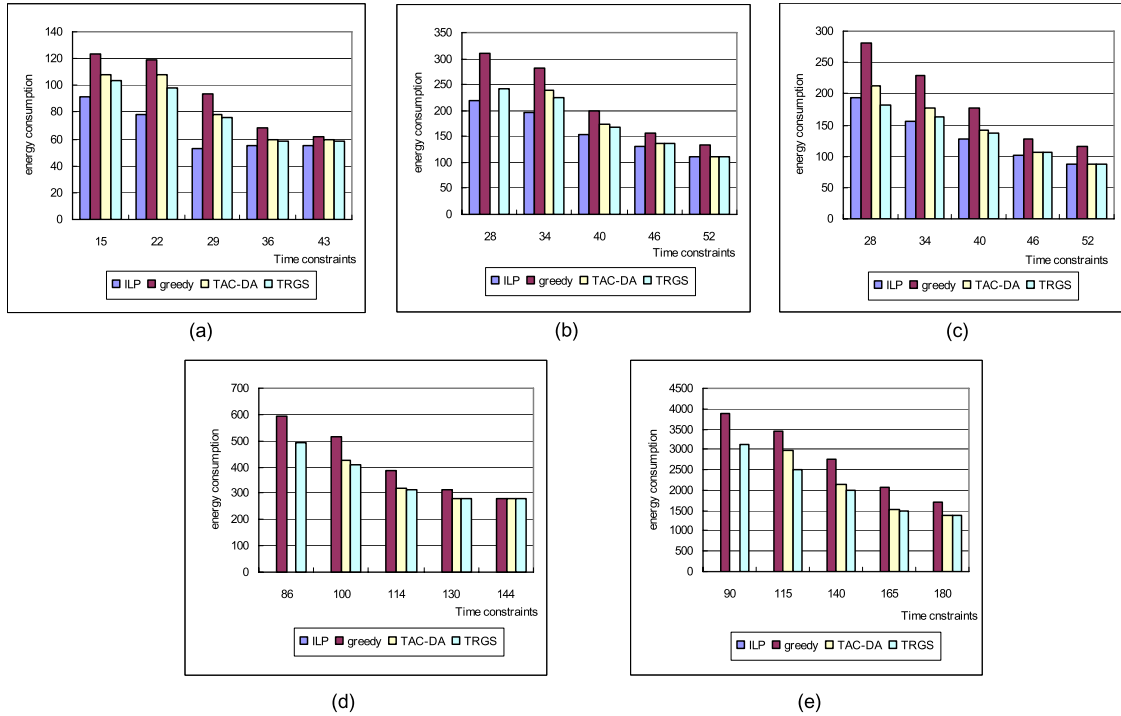 140
120
100
80
60
40
20
0
energy consumption
15 22 29 36 43
Time constraints
ILP greedy TAC-DA TRGS
(a)
350
300
250
200
150
100
50
0
energy consumption
28 34 40 46 52
Time constraints
ILP greedy TAC-DA TRGS
(b)
300
250
200
150
100
50
0
energy consumption
28 34 40 46 52
Time constraints
ILP greedy TAC-DA TRGS
(c)
700
600
500
400
300
200
100
0
energy consumption
86 100 114 130 144
Time constraints
ILP greedy TAC-DA TRGS
(d)
4500
4000
3500
3000
2500
2000
1500
1000
500
0
energy consumption
90 115 140 165 180
Time cnstraints
ILP greedy TAC-DA TRGS
(e)